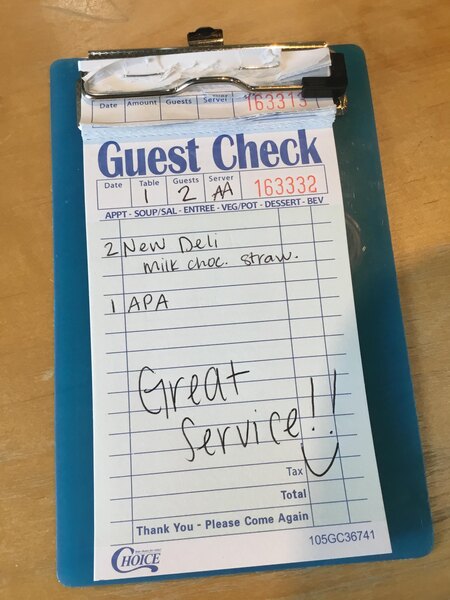 Date Amount Guests Server 163313
Guest Check
Date Table Guests Server 163332
1 2 AA
APPT - SOUP/SAL - ENTREE - VEG/POT - DESSERT - BEV
2 New Deli
milk choc. straw.
1 APA
Great
Service!!
Tax
Total
Thank You - Please Come Again
105GC36741
CHOICE